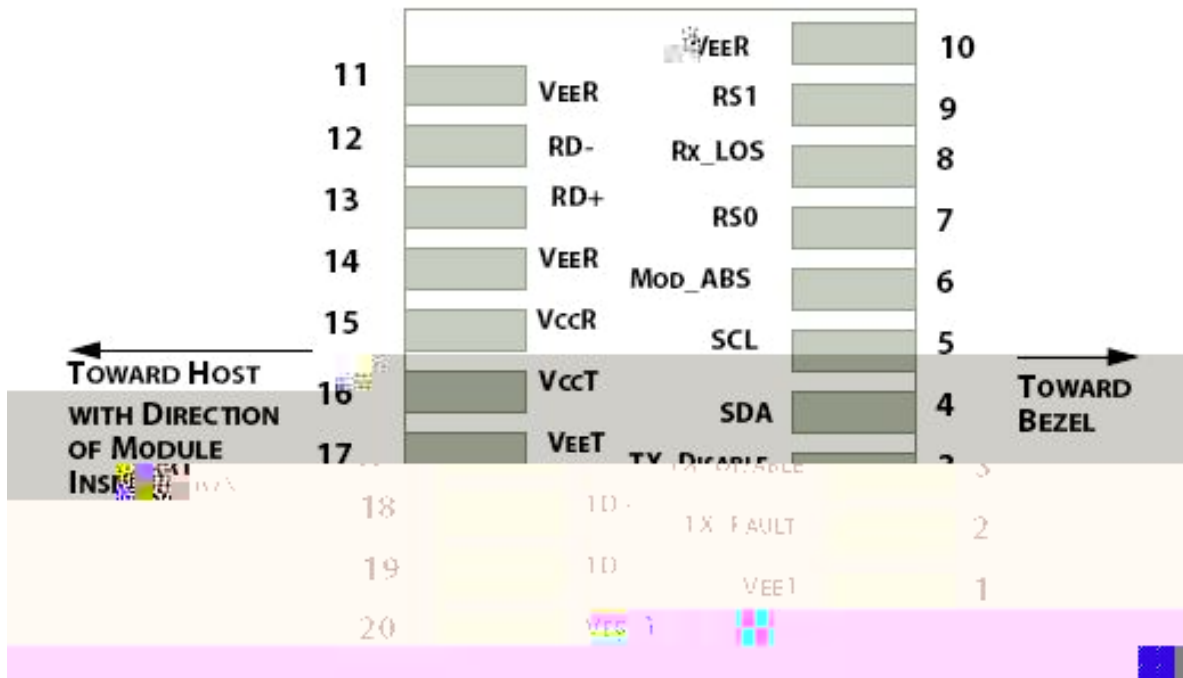 VEER 10
11 VEER RS1 9
12 RD- RX_LOS 8
13 RD+ RS0 7
14 VEER MOD_ABS 6
15 VCCR SCL 5
TOWARD HOST
WITH DIRECTION
OF MODULE
16 VCCT SDA 4
TOWARD
BEZEL
17 VEET TX_DISABLE 3
18 TX_FAULT 2
19 1
20